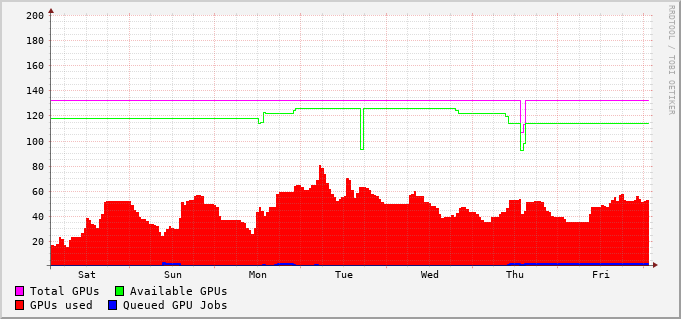 200
180
160
140
120
100
80
60
40
20
Sat Sun Mon Tue Wed Thu Fri
RRDTOOL / TOBI OETIKER
Total GPUs Available GPUs
GPUs used Queued GPU Jobs